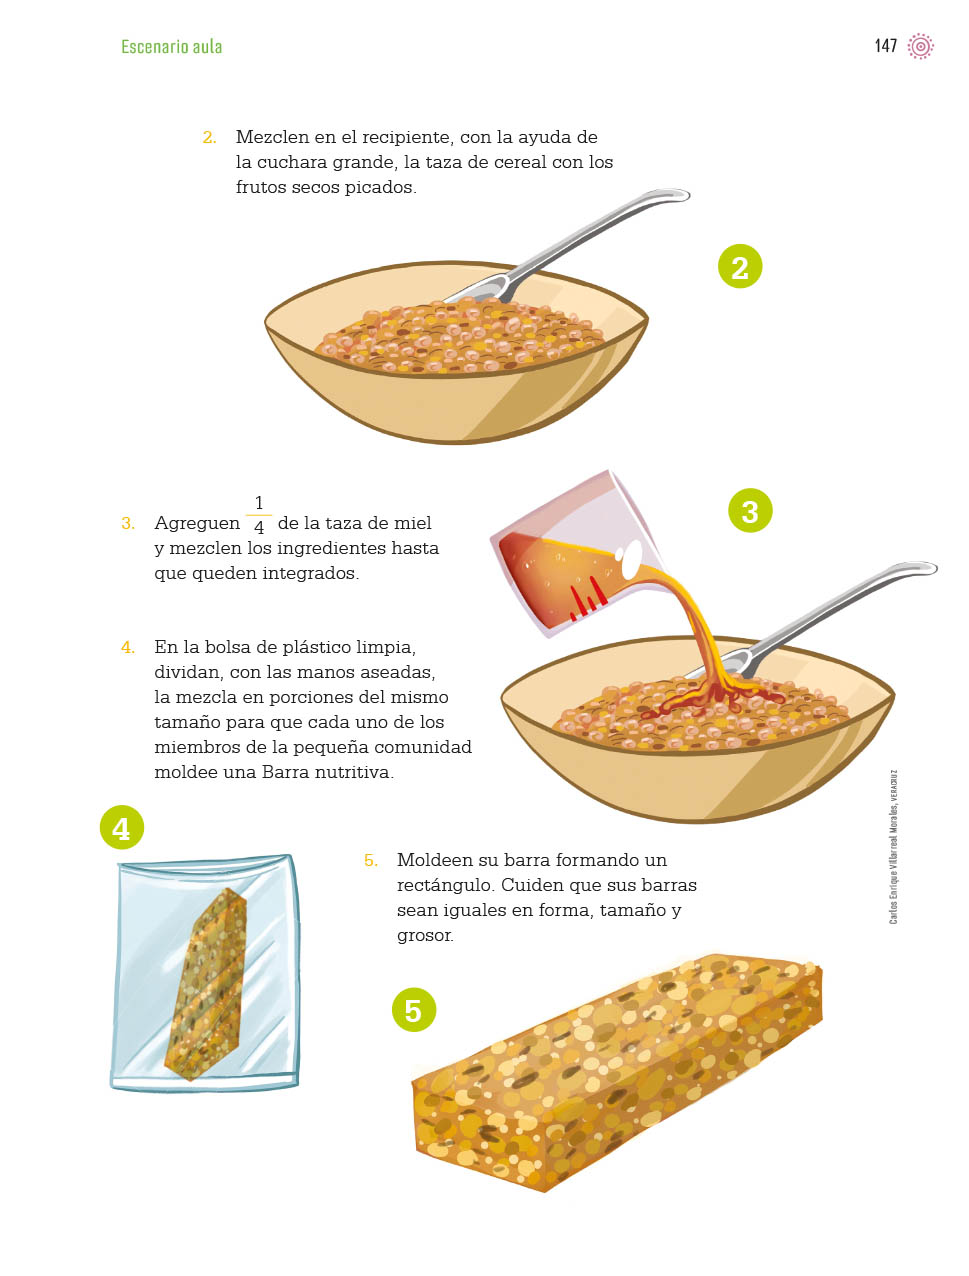 Escenario aula
147
2. Mezclen en el recipiente, con la ayuda de
la cuchara grande, la taza de cereal con los
frutos secos picados.
2
3. Agreguen 1/4 de la taza de miel
y mezclen los ingredientes hasta
que queden integrados.
3
4. En la bolsa de plástico limpia,
dividan, con las manos aseadas,
la mezcla en porciones del mismo
tamaño para que cada uno de los
miembros de la pequeña comunidad
moldee una Barra nutritiva.
4
5. Moldeen su barra formando un
rectángulo. Cuiden que sus barras
sean iguales en forma, tamaño y
grosor.
5
Carlos Enrique Villarreal Morales, VERACRUZ